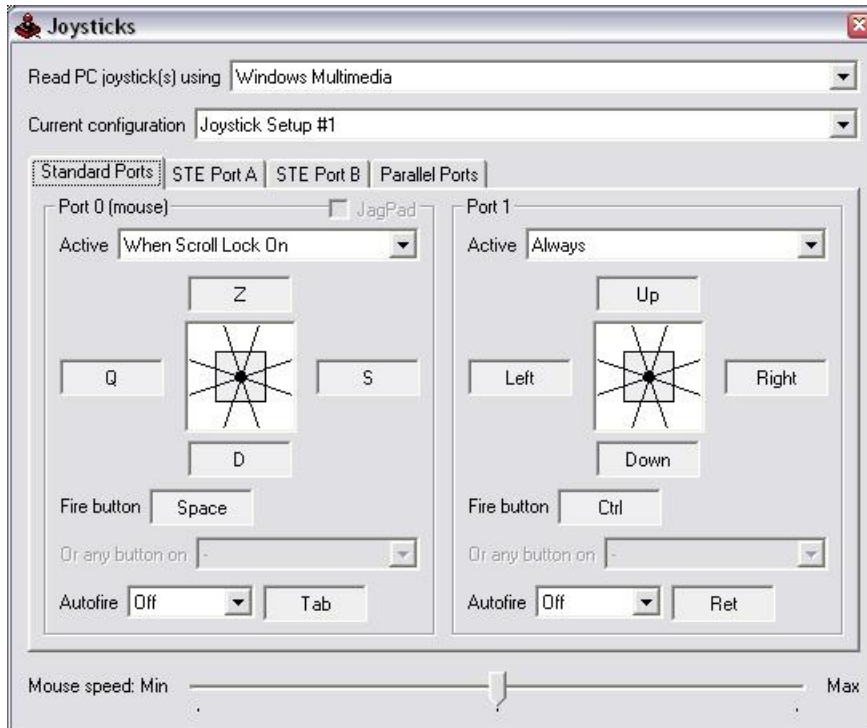 Joysticks
Read PC joystick(s) using Windows Multimedia
Current configuration Joystick Setup #1
Standard Ports STE Port A STE Port B Parallel Ports
Port 0 (mouse) JagPad Port 1
Active When Scroll Lock On Active Always
Z Up
Q S Left Right
D Down
Fire button Space Fire button Ctrl
Or any button on - Or any button on -
Autofire Off Tab Autofire Off Ret
Mouse speed: Min Max